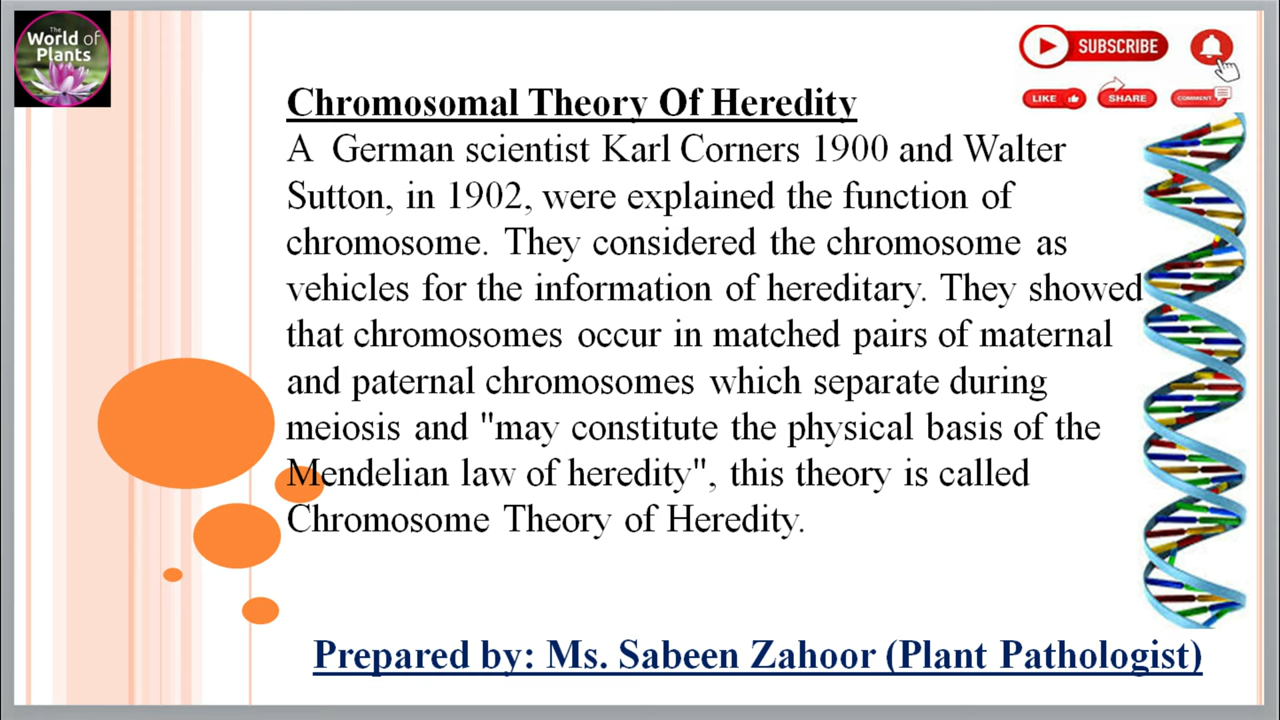 The
World of
Plants
SUBSCRIBE
LIKE
SHARE
COMMENT
Chromosomal Theory Of Heredity
A German scientist Karl Corners 1900 and Walter
Sutton, in 1902, were explained the function of
chromosome. They considered the chromosome as
vehicles for the information of hereditary. They showed
that chromosomes occur in matched pairs of maternal
and paternal chromosomes which separate during
meiosis and "may constitute the physical basis of the
Mendelian law of heredity", this theory is called
Chromosome Theory of Heredity.
Prepared by: Ms. Sabeen Zahoor (Plant Pathologist)